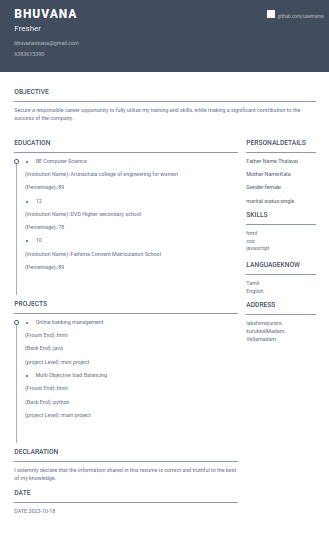 BHUVANA
Fresher
bhuvanantrana@gmail.com
6383615390
github.com/username
OBJECTIVE
Secure a responsible career opportunity to fully utilize my training and skills, while making a significant contribution to the
success of the company.
EDUCATION
BE Computer Science
(Institution Name):Arunachala college of engineering for women
(Percentage)::89
12
(Institution Name)::DVD Higher secondary school
(Percentage)::78
10
(Institution Name)::Fathima Convent Matriculation School
(Percentage)::89
PROJECTS
Online banking management
(Frount End)::html
(Back End)::java
(project Level)::mini project
Multi Objective load Balancing
(Frount End)::html
(Back End)::python
(project Level)::main project
DECLARATION
I solemnly declare that the information shared in this resume is correct and truthful to the best
of my knowledge.
DATE
DATE:2023-10-18
PERSONALDETAILS
Father Name:Thalavai
Mother Name:Kala
Gender:female
marital status:single
SKILLS
html
css
javascript
LANGUAGEKNOW
Tamil
English
ADDRESS
lakshimipuram,
kurukkalMadam,
Vellamadam